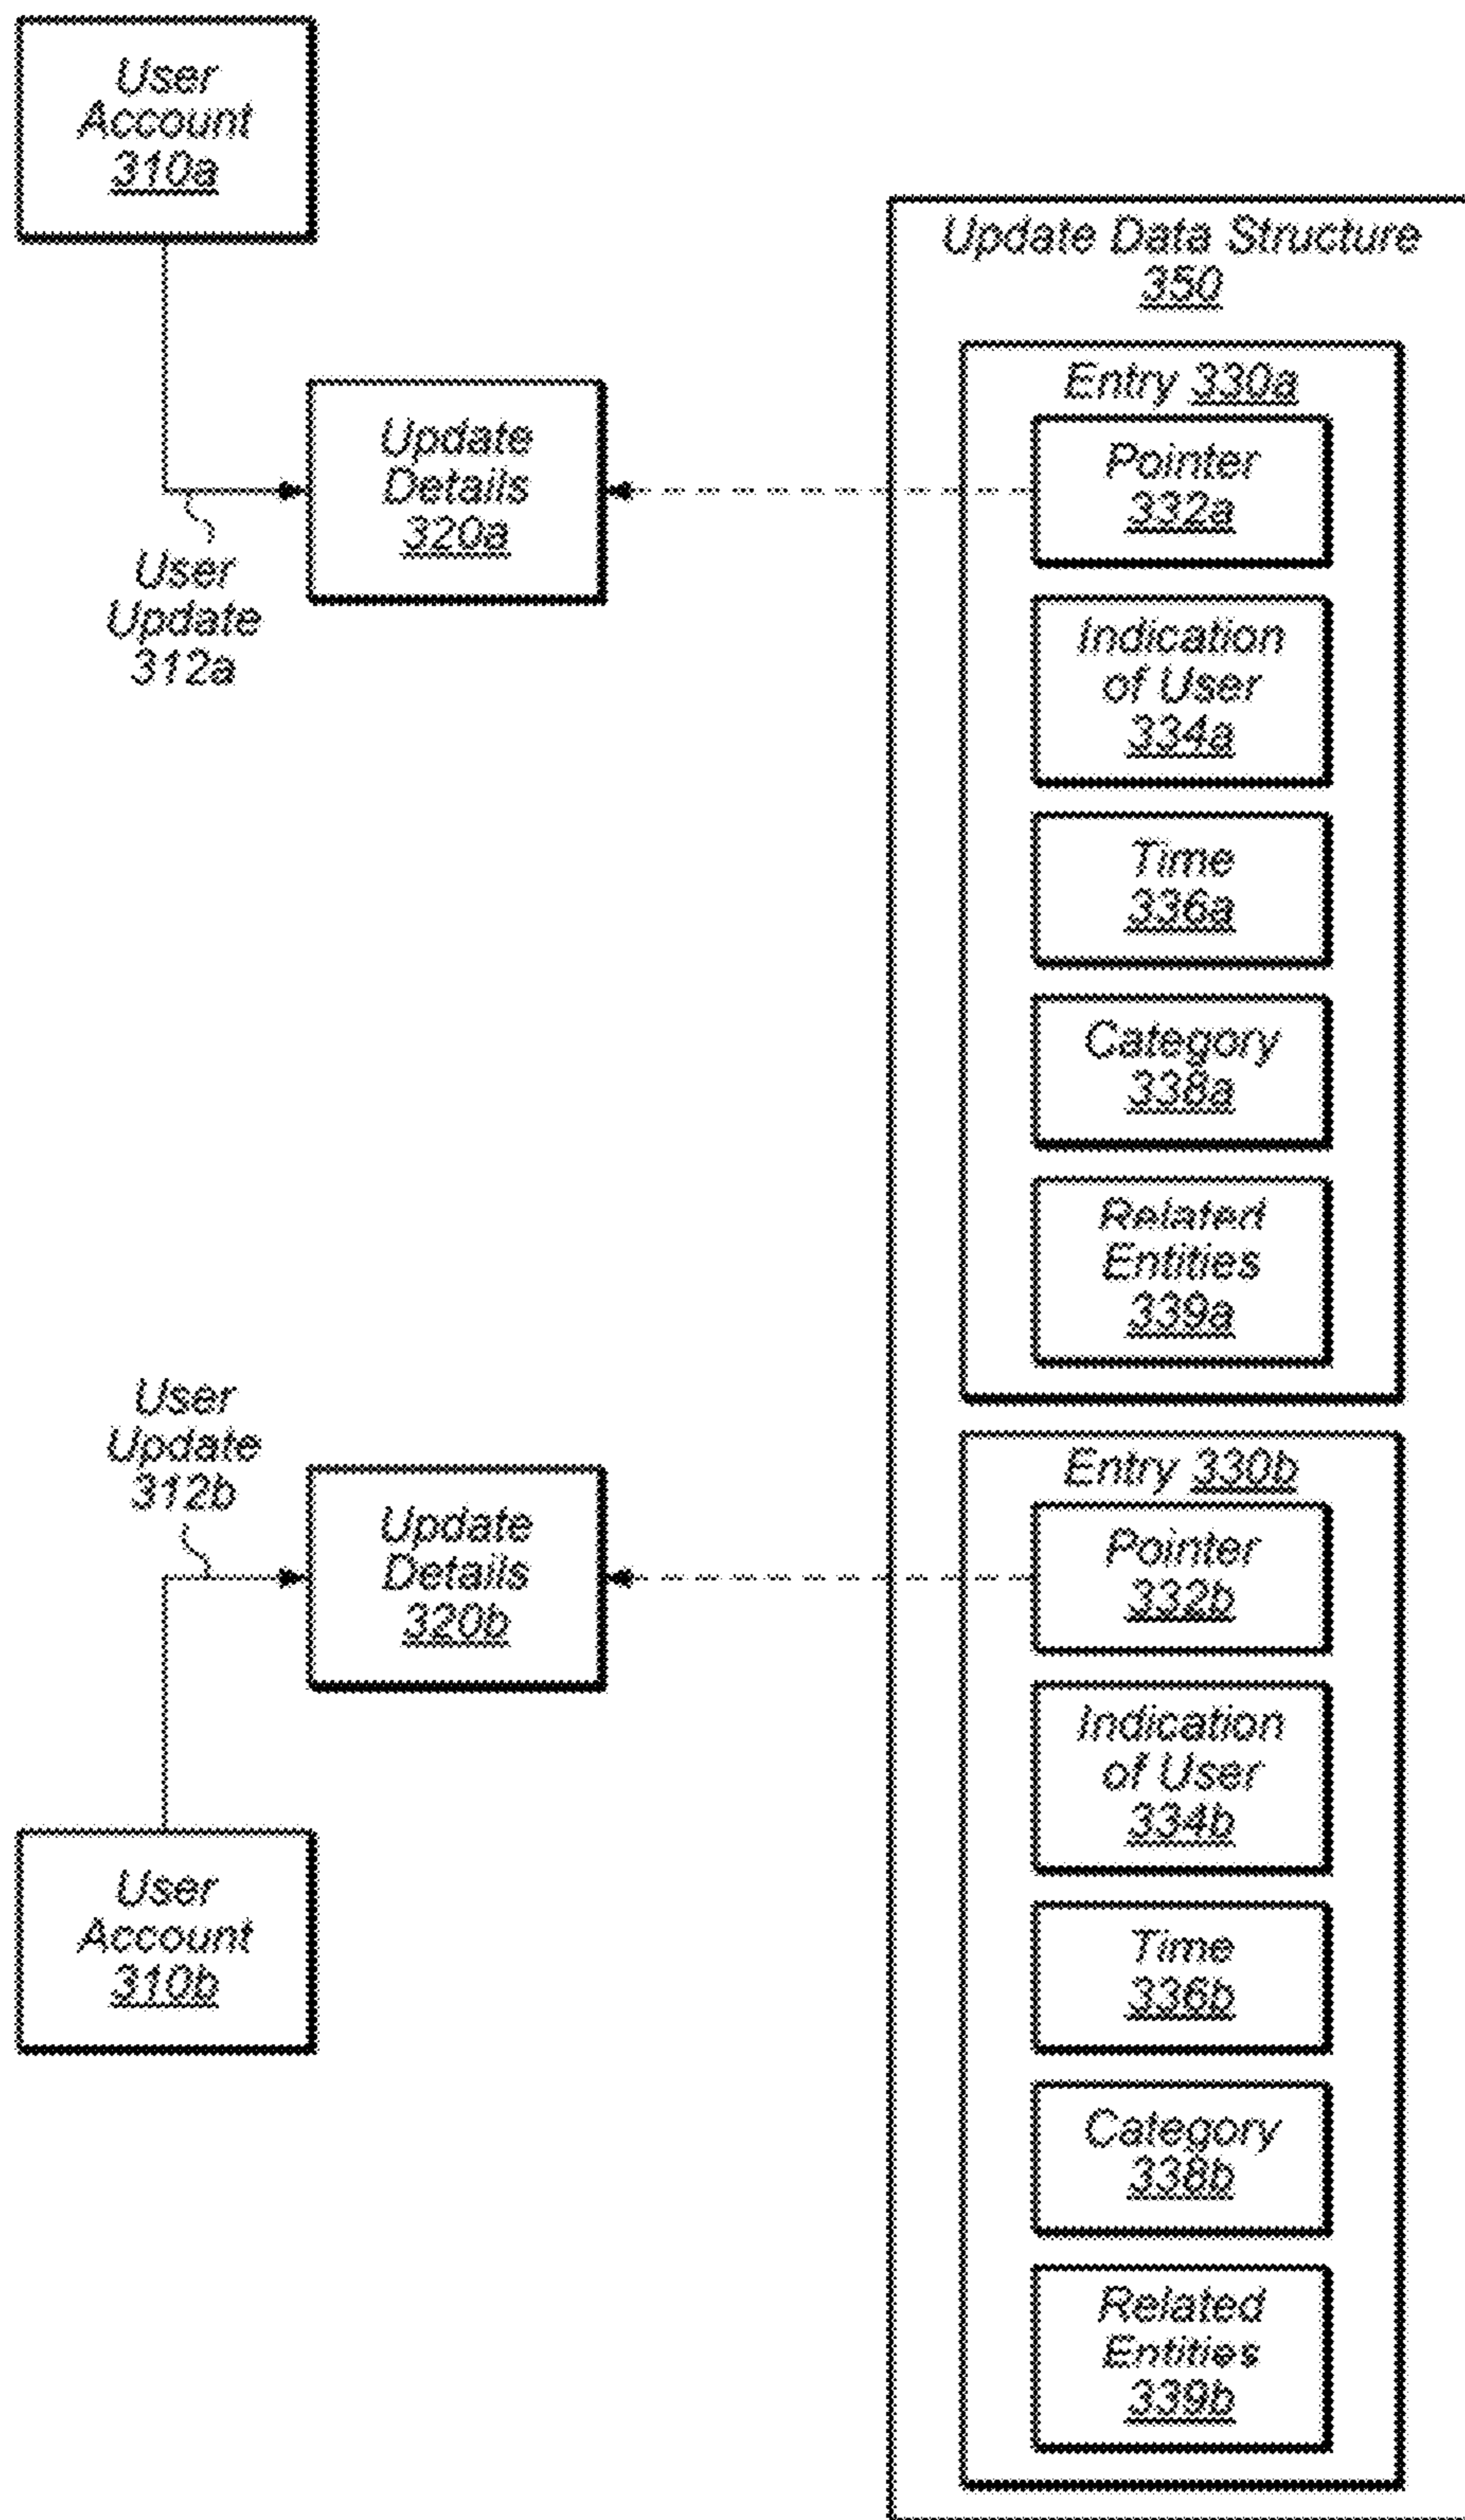 User
Account
310a
Update Data Structure
350
Entry 330a
Update
Details
320a
Pointer
332a
User
Update
312a
Indication
of User
334a
Time
336a
Category
338a
Related
Entities
339a
User
Update
312b
Entry 330b
Update
Details
320b
Pointer
332b
Indication
of User
334b
User
Account
310b
Time
336b
Category
338b
Related
Entities
339b